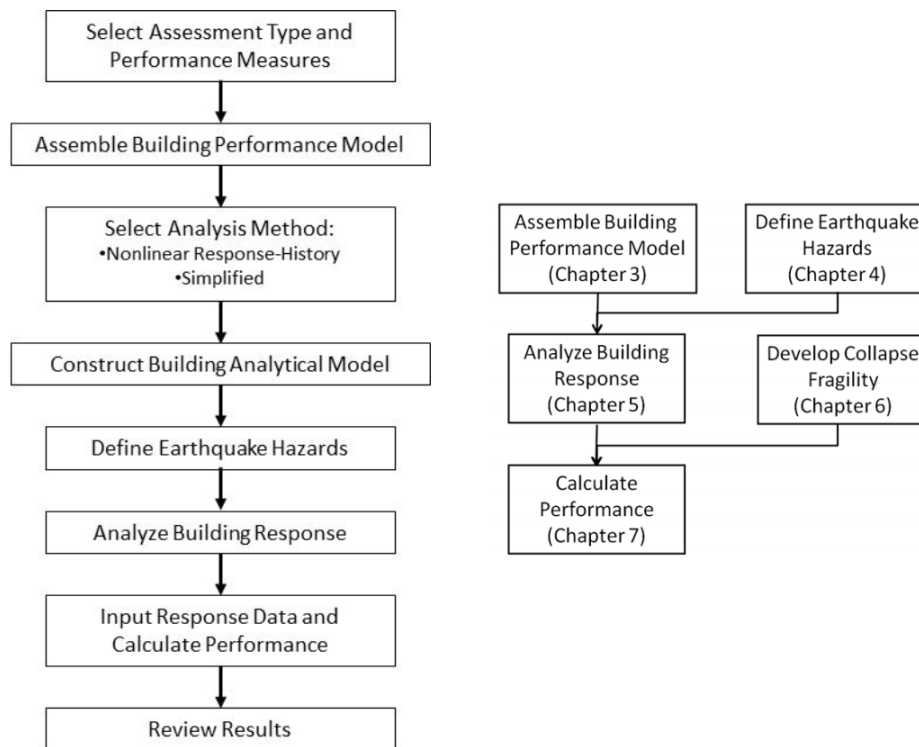 Select Assessment Type and
Performance Measures
Assemble Building Performance Model
Select Analysis Method:
•Nonlinear Response-History
•Simplified
Construct Building Analytical Model
Define Earthquake Hazards
Analyze Building Response
Input Response Data and
Calculate Performance
Review Results
Assemble Building
Performance Model
(Chapter 3)
Define Earthquake
Hazards
(Chapter 4)
Analyze Building
Response
(Chapter 5)
Develop Collapse
Fragility
(Chapter 6)
Calculate
Performance
(Chapter 7)